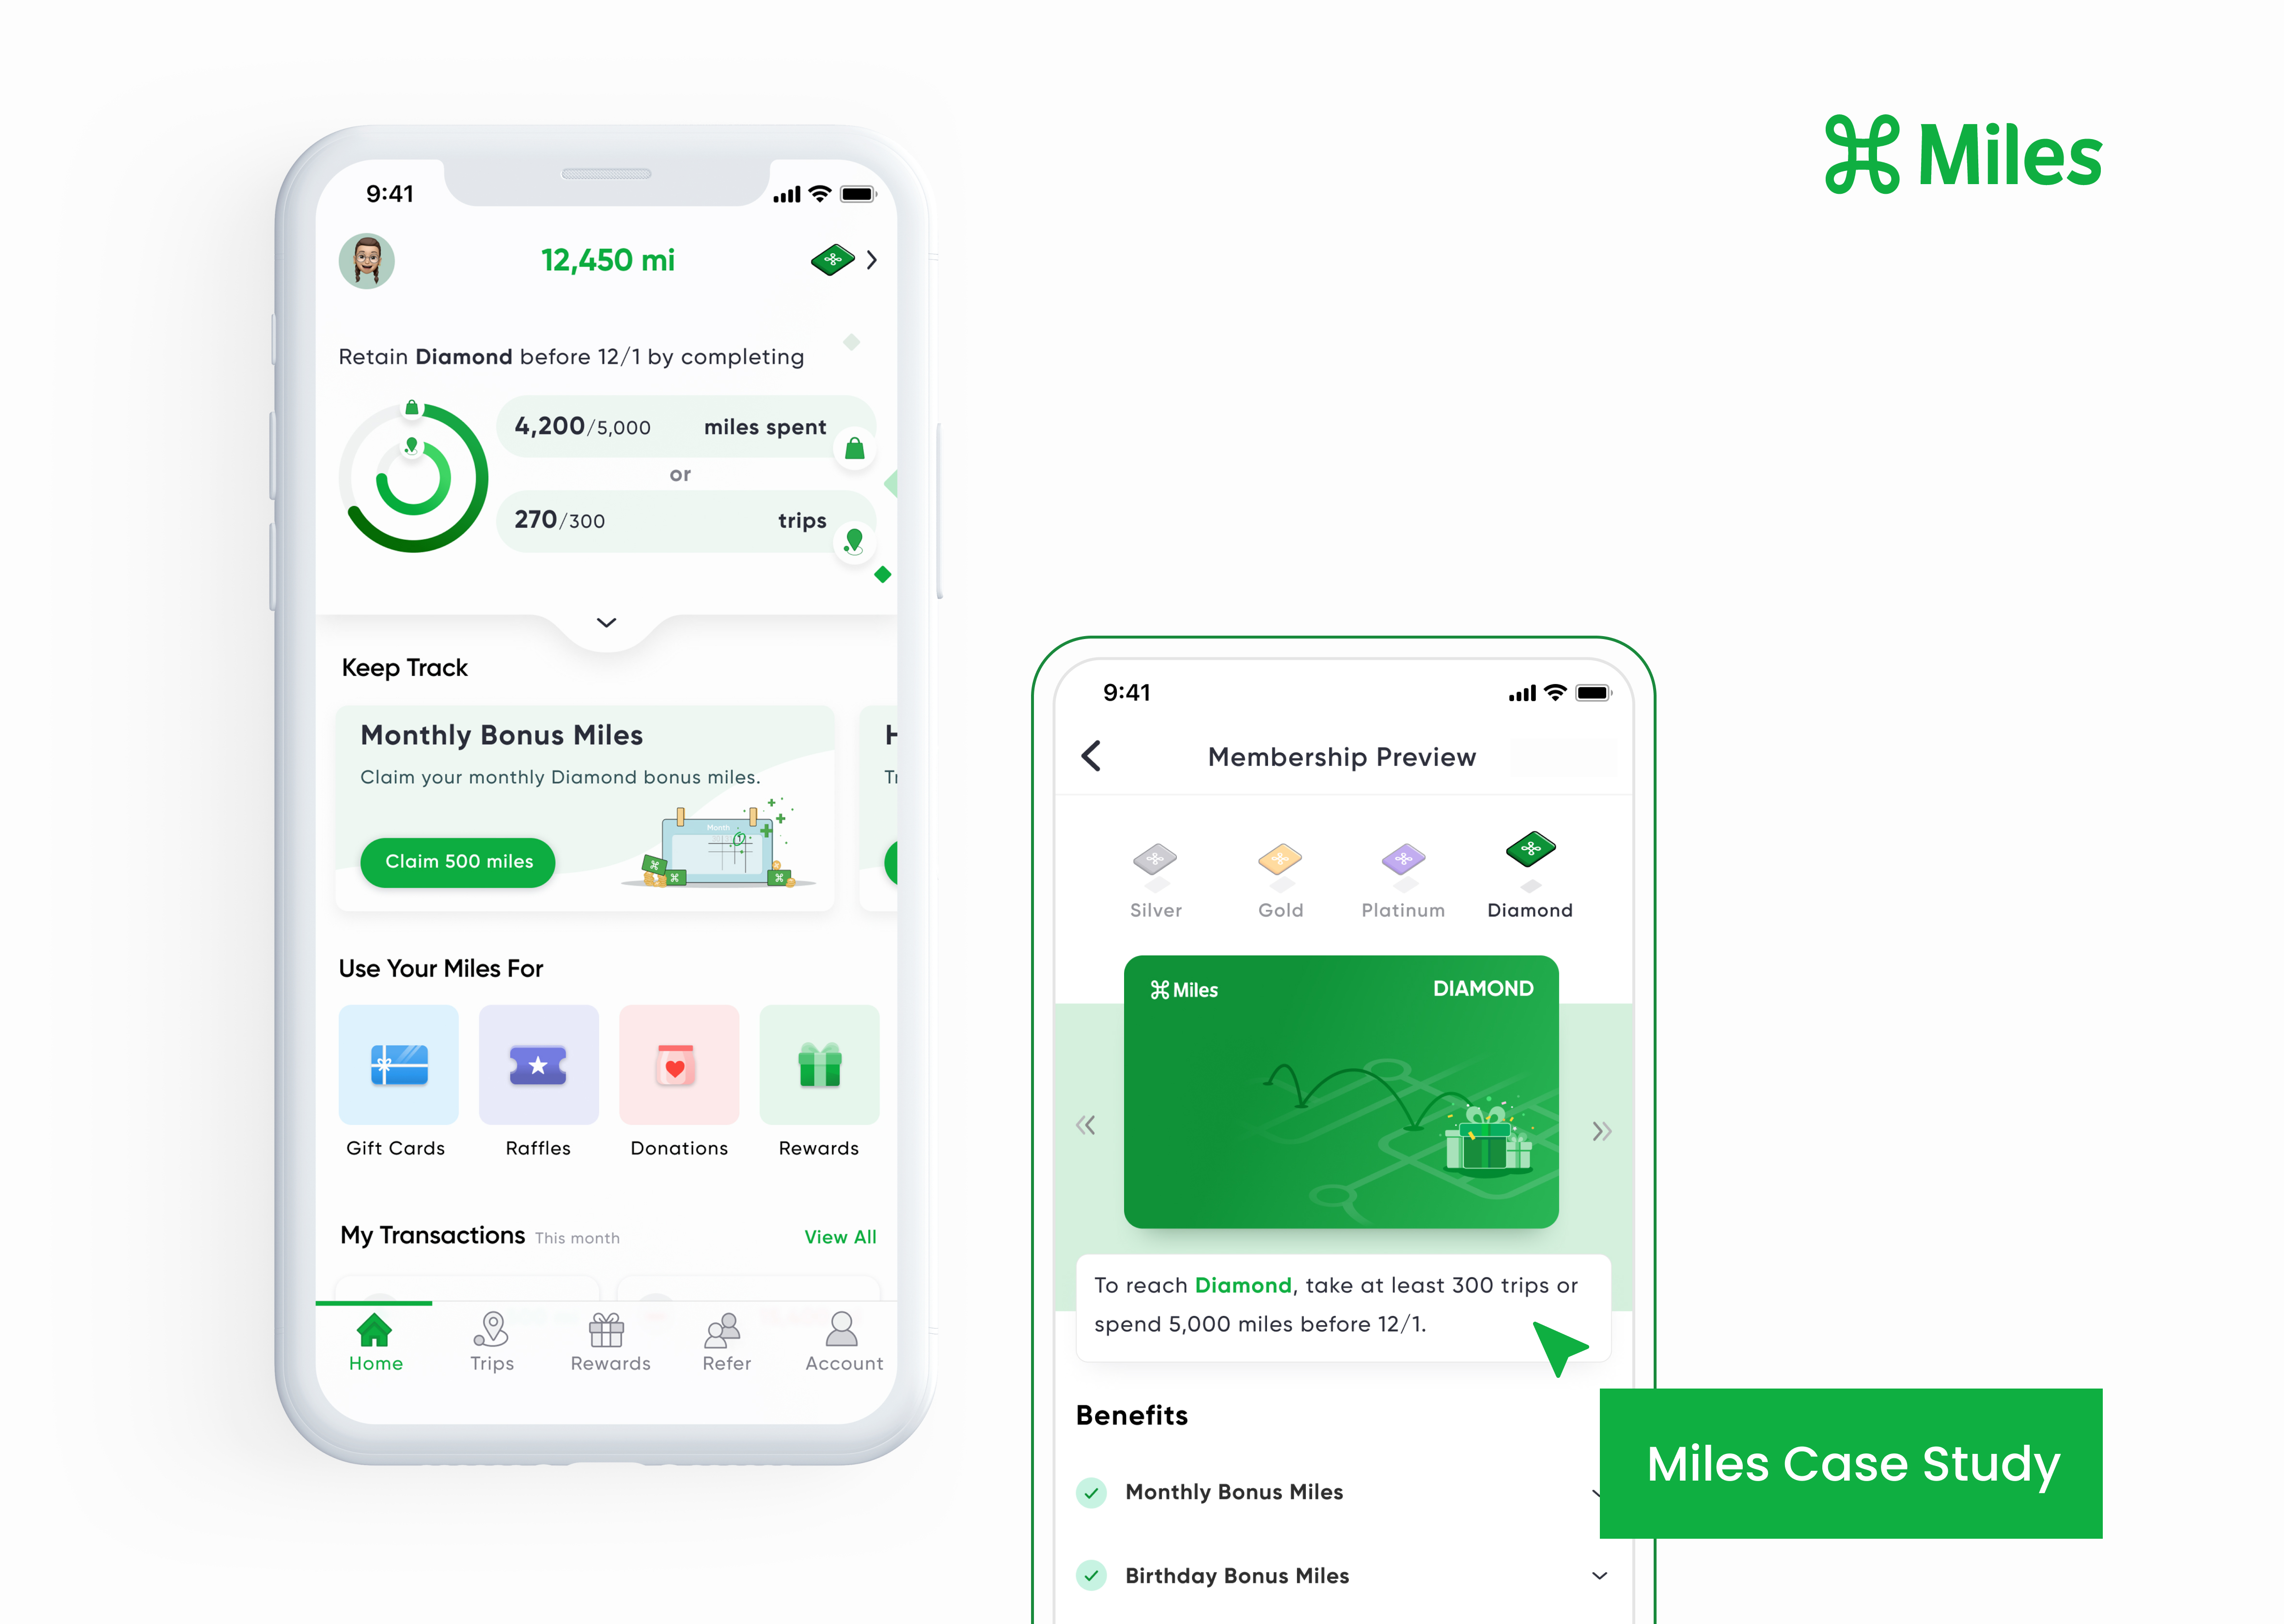 Miles
9:41
12,450 mi
Retain Diamond before 12/1 by completing
4,200/5,000 miles spent
or
270/300 trips
Keep Track
Monthly Bonus Miles
Claim your monthly Diamond bonus miles.
Month
Claim 500 miles
Use Your Miles For
Gift Cards Raffles Donations Rewards
My Transactions This month View All
Home Trips Rewards Refer Account
9:41
Membership Preview
Silver Gold Platinum Diamond
Miles DIAMOND
To reach Diamond, take at least 300 trips or
spend 5,000 miles before 12/1.
Benefits
Monthly Bonus Miles
Birthday Bonus Miles
Miles Case Study